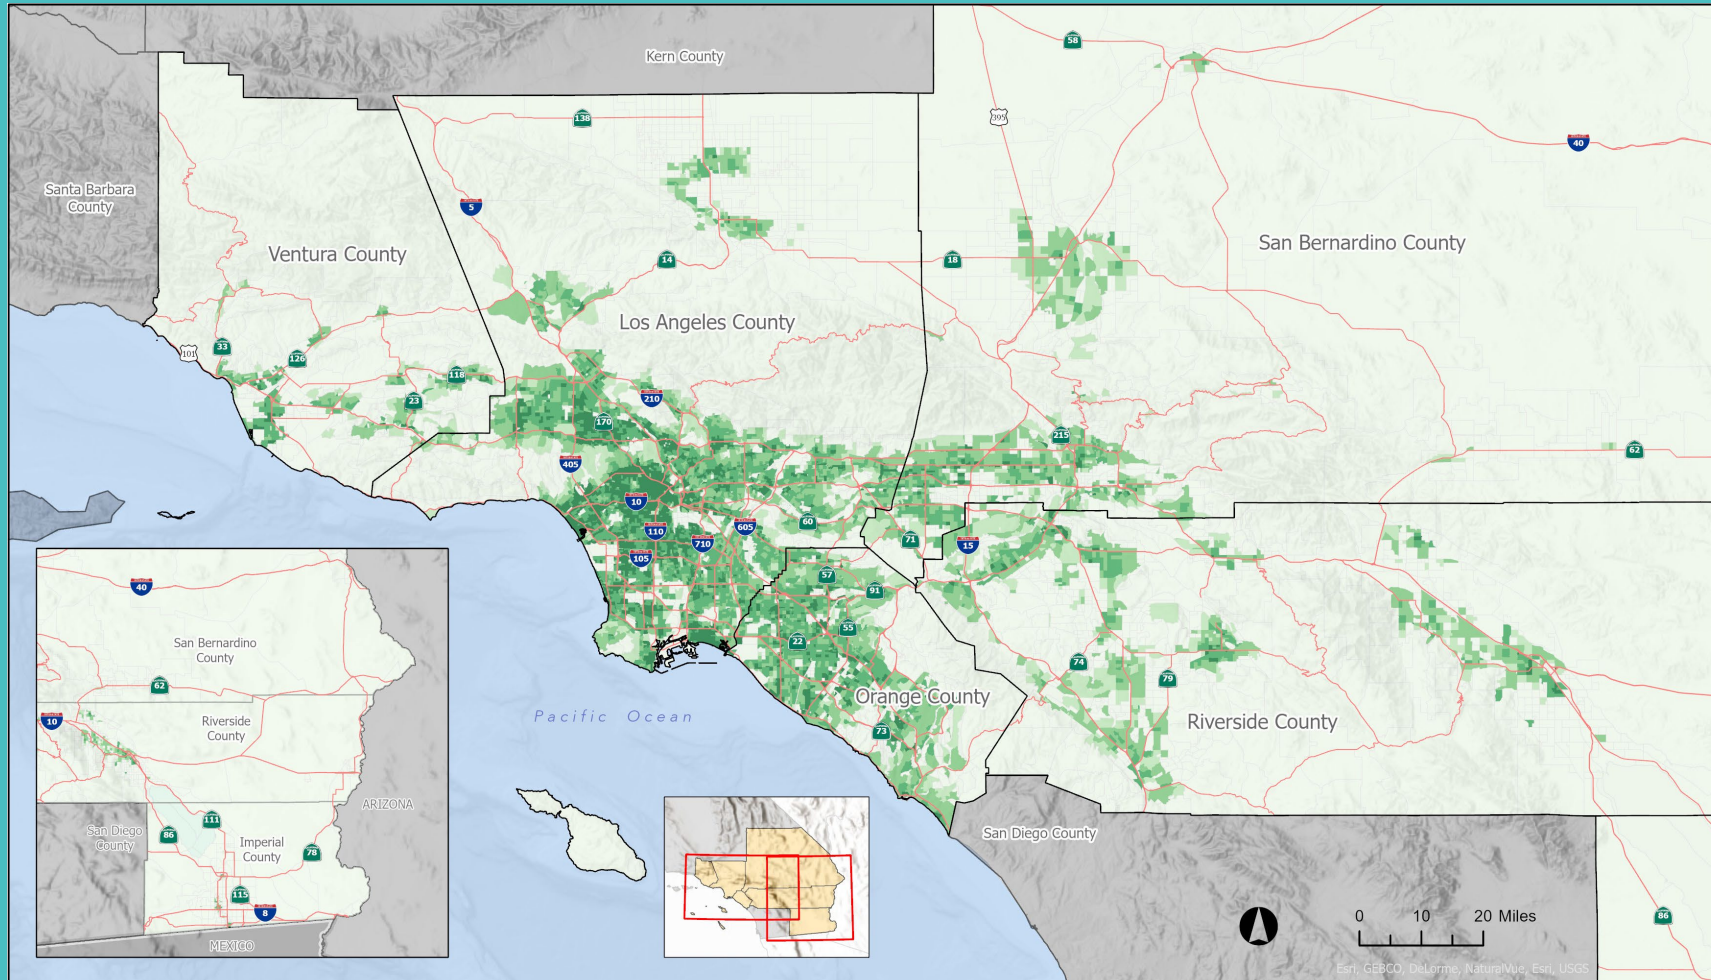 Kern County
58
395
138
40
Santa Barbara
County
5
Ventura County
San Bernardino County
14
18
Los Angeles County
33
101
126
118
23
210
170
215
62
405
10
110
605
60
710
71
15
105
57
91
55
22
74
79
Orange County
Pacific Ocean
73
Riverside County
San Diego County
86
0 10 20 Miles
Esri, GEBCO, DeLorme, NaturalVue, Esri, USGS
40
San Bernardino
County
62
10
Riverside
County
ARIZONA
111
San Diego
County
86
Imperial
County
78
115
8
MEXICO